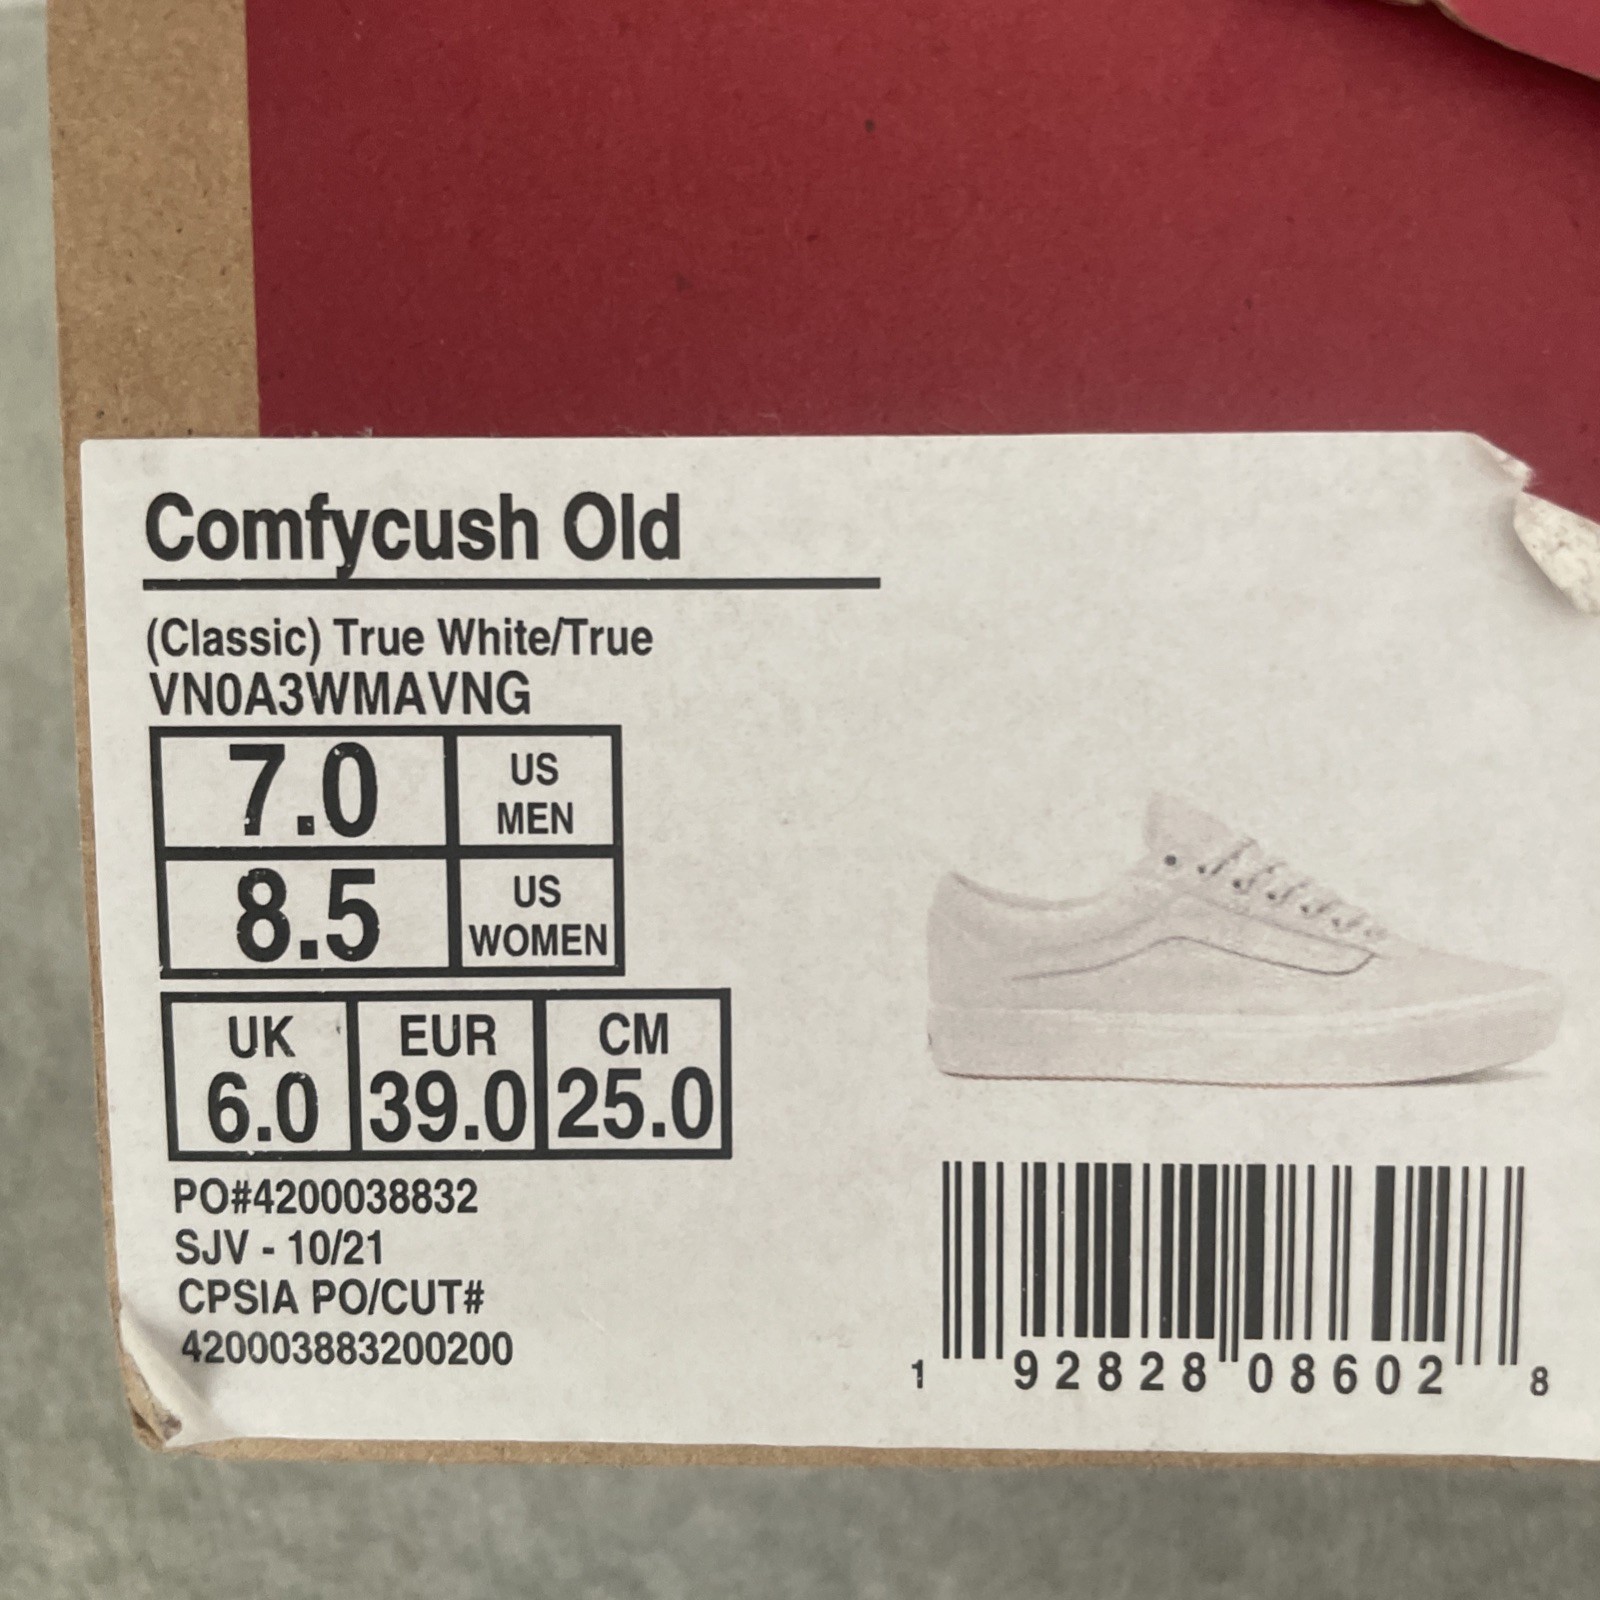 Comfycush Old
(Classic) True White/True
VN0A3WMAVNG
7.0 US MEN
8.5 US WOMEN
UK EUR CM
6.0 39.0 25.0
PO#4200038832
SJV - 10/21
CPSIA PO/CUT#
420003883200200
1 92828 08602 8